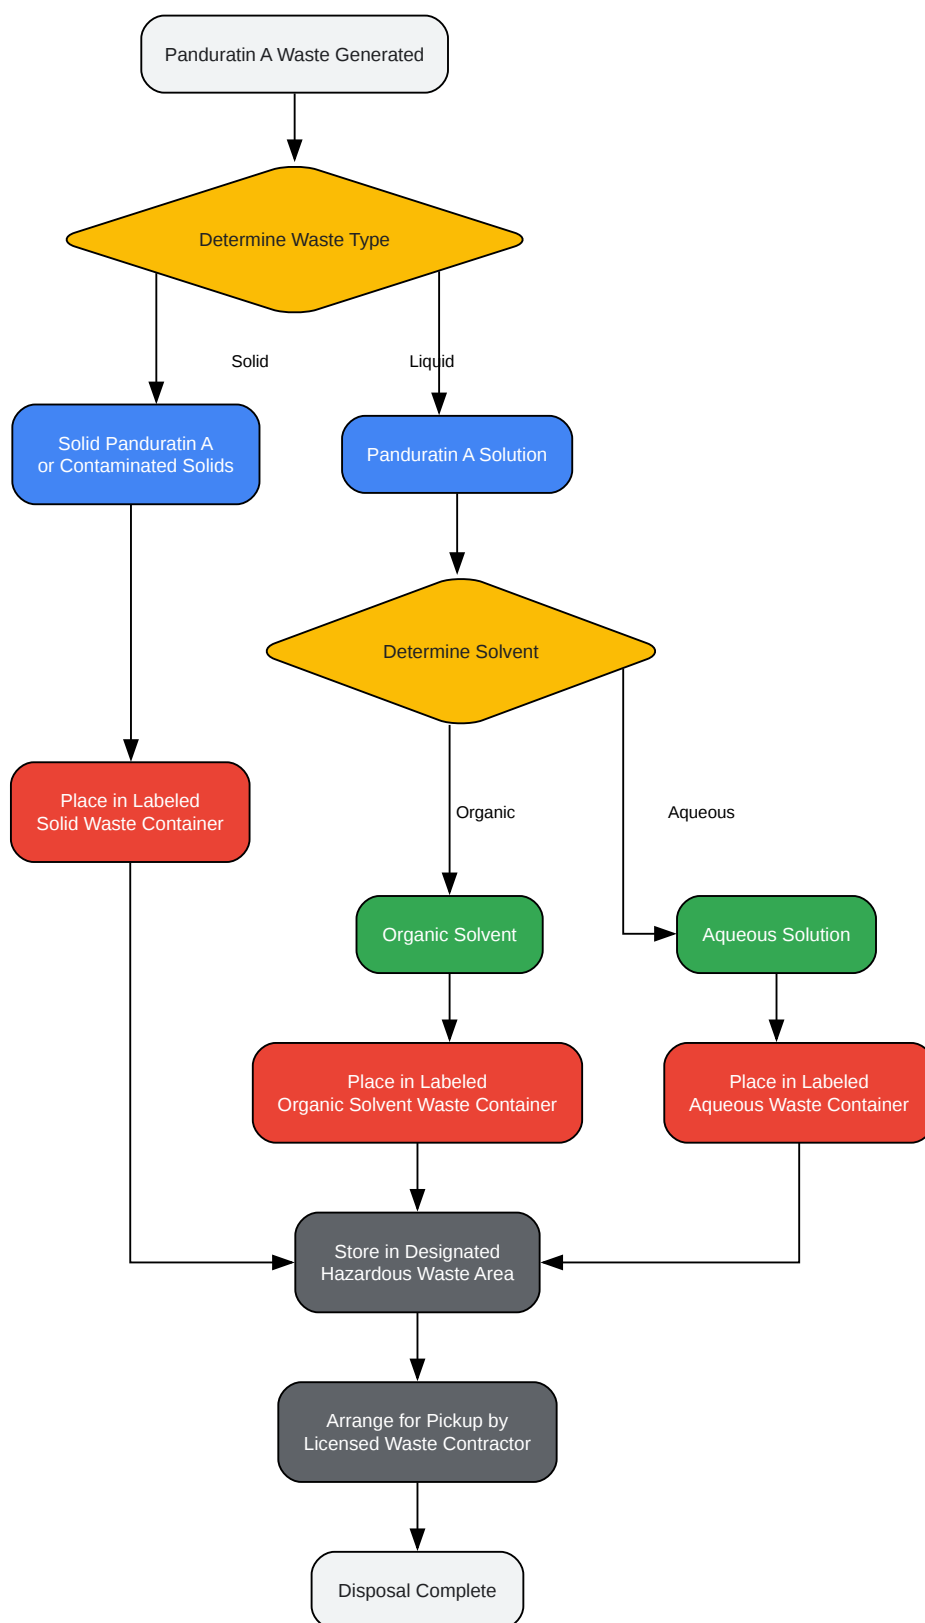 Panduratin A Waste Generated
Determine Waste Type
Solid
Liquid
Solid Panduratin A
or Contaminated Solids
Panduratin A Solution
Determine Solvent
Place in Labeled
Solid Waste Container
Organic
Aqueous
Organic Solvent
Aqueous Solution
Place in Labeled
Organic Solvent Waste Container
Place in Labeled
Aqueous Waste Container
Store in Designated
Hazardous Waste Area
Arrange for Pickup by
Licensed Waste Contractor
Disposal Complete